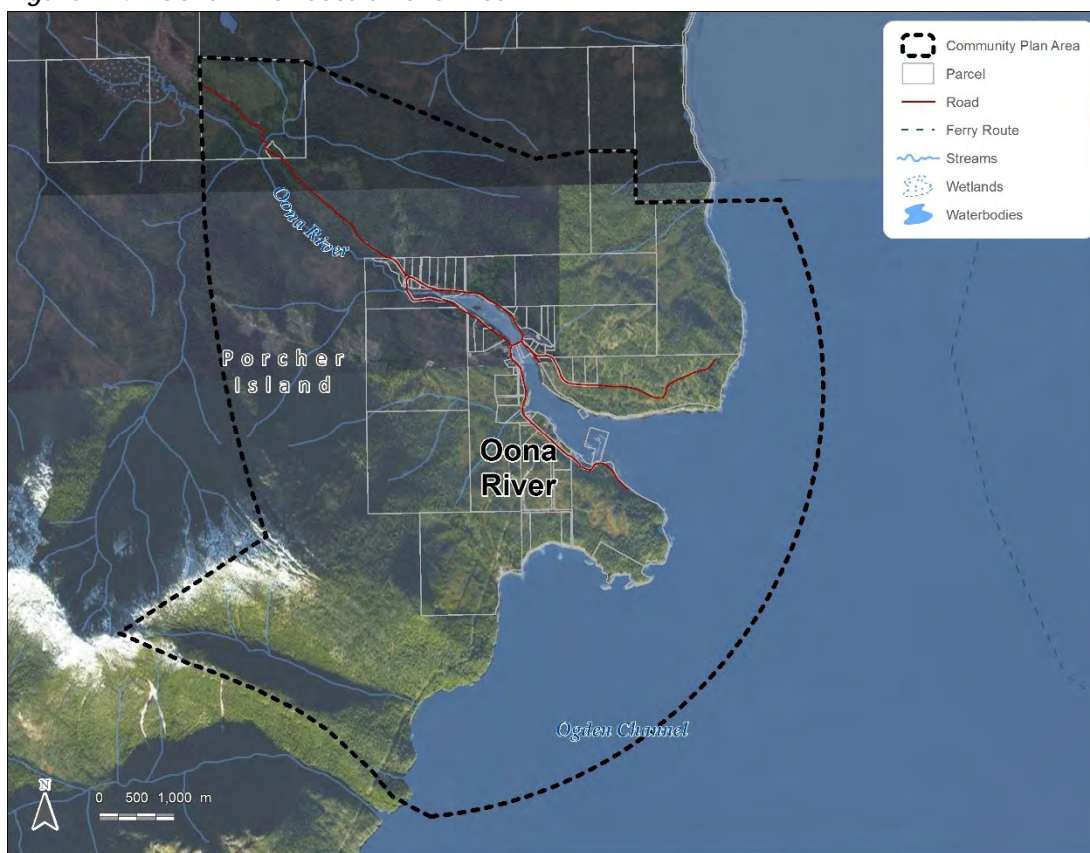 Community Plan Area
Parcel
Road
Ferry Route
Streams
Wetlands
Waterbodies
Oona River
Porcher
Island
Oona
River
Ogden Channel
N
0 500 1,000 m